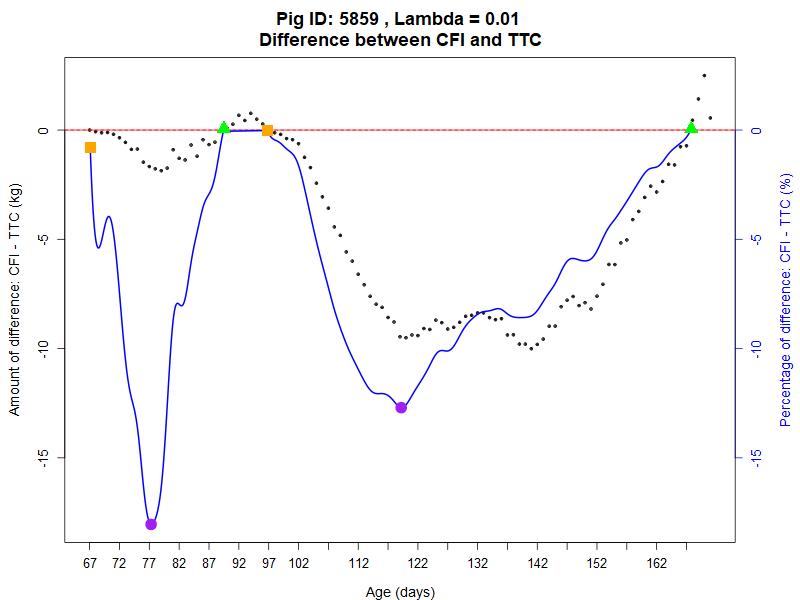 Pig ID: 5859 , Lambda = 0.01
Difference between CFI and TTC
Amount of difference: CFI - TTC (kg)
0
-5
-10
-15
0
-5
-10
-15
Percentage of difference: CFI - TTC (%)
67 72 77 82 87 92 97 102 112 122 132 142 152 162
Age (days)